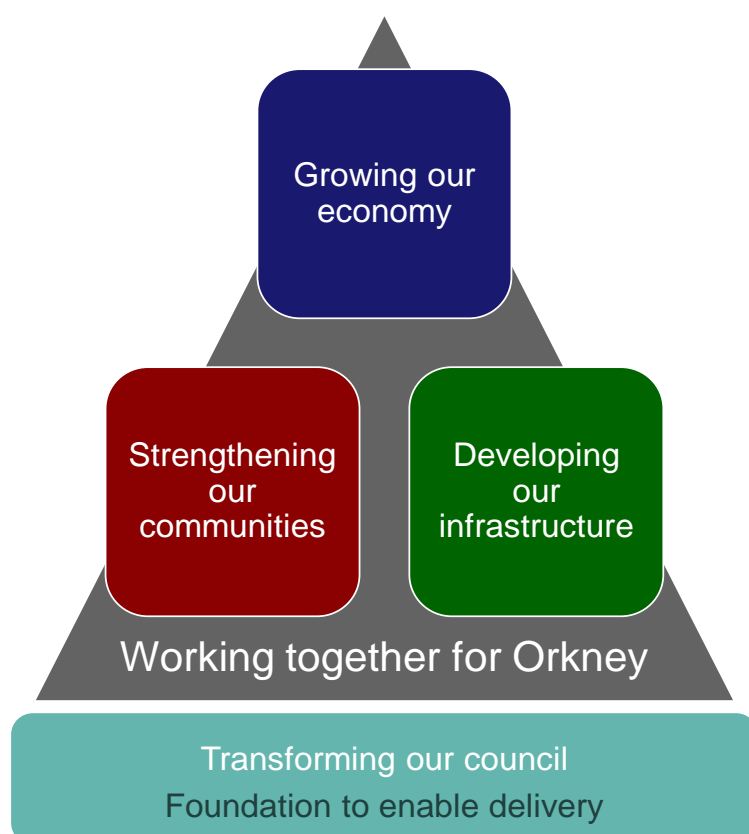 Growing our
economy
Strengthening
our
communities
Developing
our
infrastructure
Working together for Orkney
Transforming our council
Foundation to enable delivery